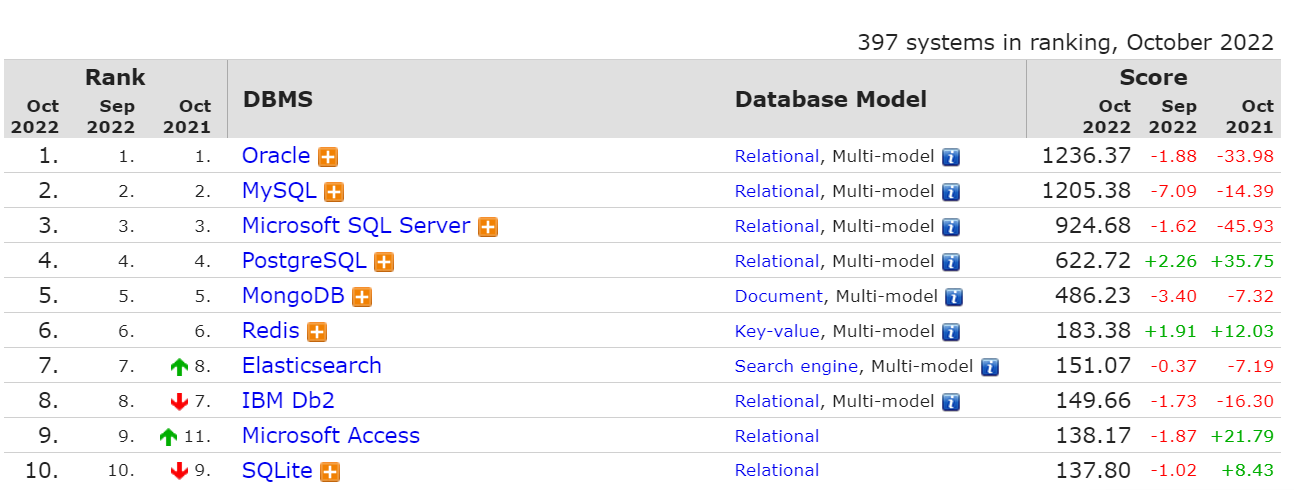 397 systems in ranking, October 2022
Rank DBMS Database Model Score
Oct 2022 Sep 2022 Oct 2021 Oct 2022 Sep 2022 Oct 2021
1. 1. 1. Oracle Relational, Multi-model 1236.37 -1.88 -33.98
2. 2. 2. MySQL Relational, Multi-model 1205.38 -7.09 -14.39
3. 3. 3. Microsoft SQL Server Relational, Multi-model 924.68 -1.62 -45.93
4. 4. 4. PostgreSQL Relational, Multi-model 622.72 +2.26 +35.75
5. 5. 5. MongoDB Document, Multi-model 486.23 -3.40 -7.32
6. 6. 6. Redis Key-value, Multi-model 183.38 +1.91 +12.03
7. 7. 8. Elasticsearch Search engine, Multi-model 151.07 -0.37 -7.19
8. 8. 7. IBM Db2 Relational, Multi-model 149.66 -1.73 -16.30
9. 9. 11. Microsoft Access Relational 138.17 -1.87 +21.79
10. 10. 9. SQLite Relational 137.80 -1.02 +8.43